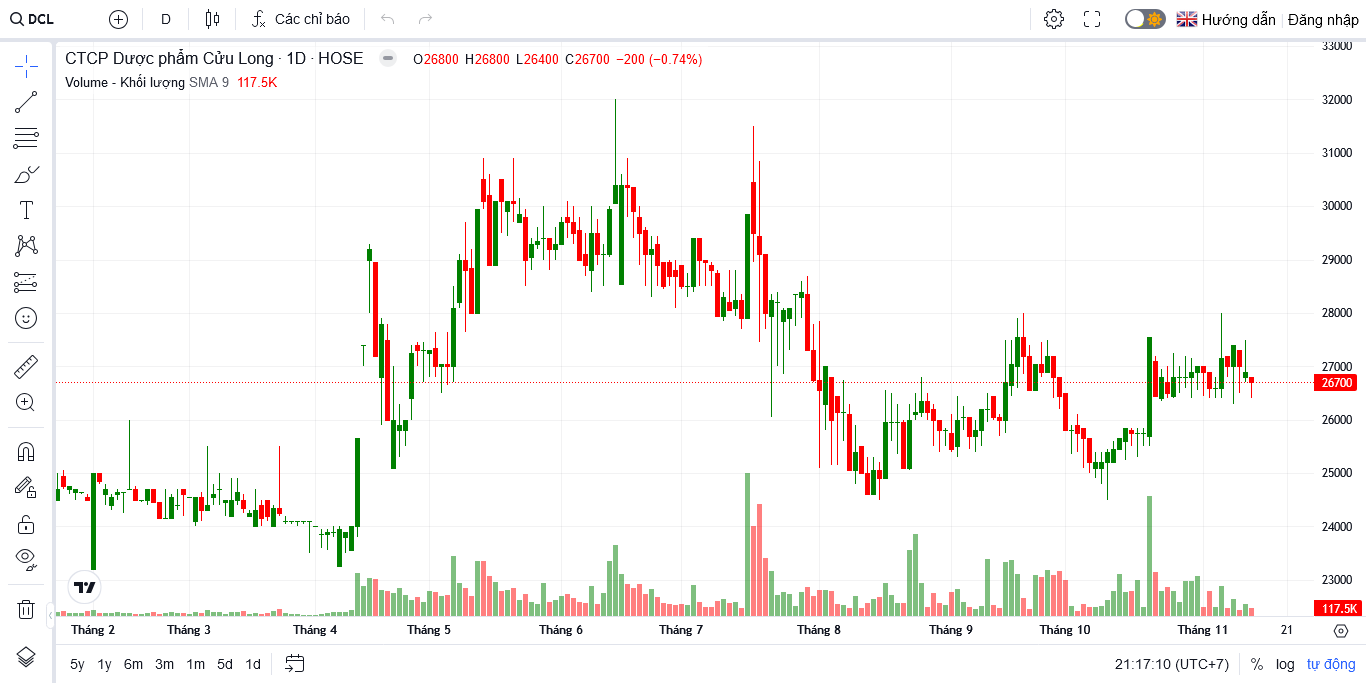 DCL D Các chỉ báo Hướng dẫn Đăng nhập
CTCP Dược phẩm Cửu Long · 1D · HOSE O26800 H26800 L26400 C26700 −200 (−0.74%)
Volume - Khối lượng SMA 9 117.5K
33000
32000
31000
30000
29000
28000
27000
26700
26000
25000
24000
23000
117.5K
Tháng 2 Tháng 3 Tháng 4 Tháng 5 Tháng 6 Tháng 7 Tháng 8 Tháng 9 Tháng 10 Tháng 11 21
5y 1y 6m 3m 1m 5d 1d 21:17:10 (UTC+7) % log tự động